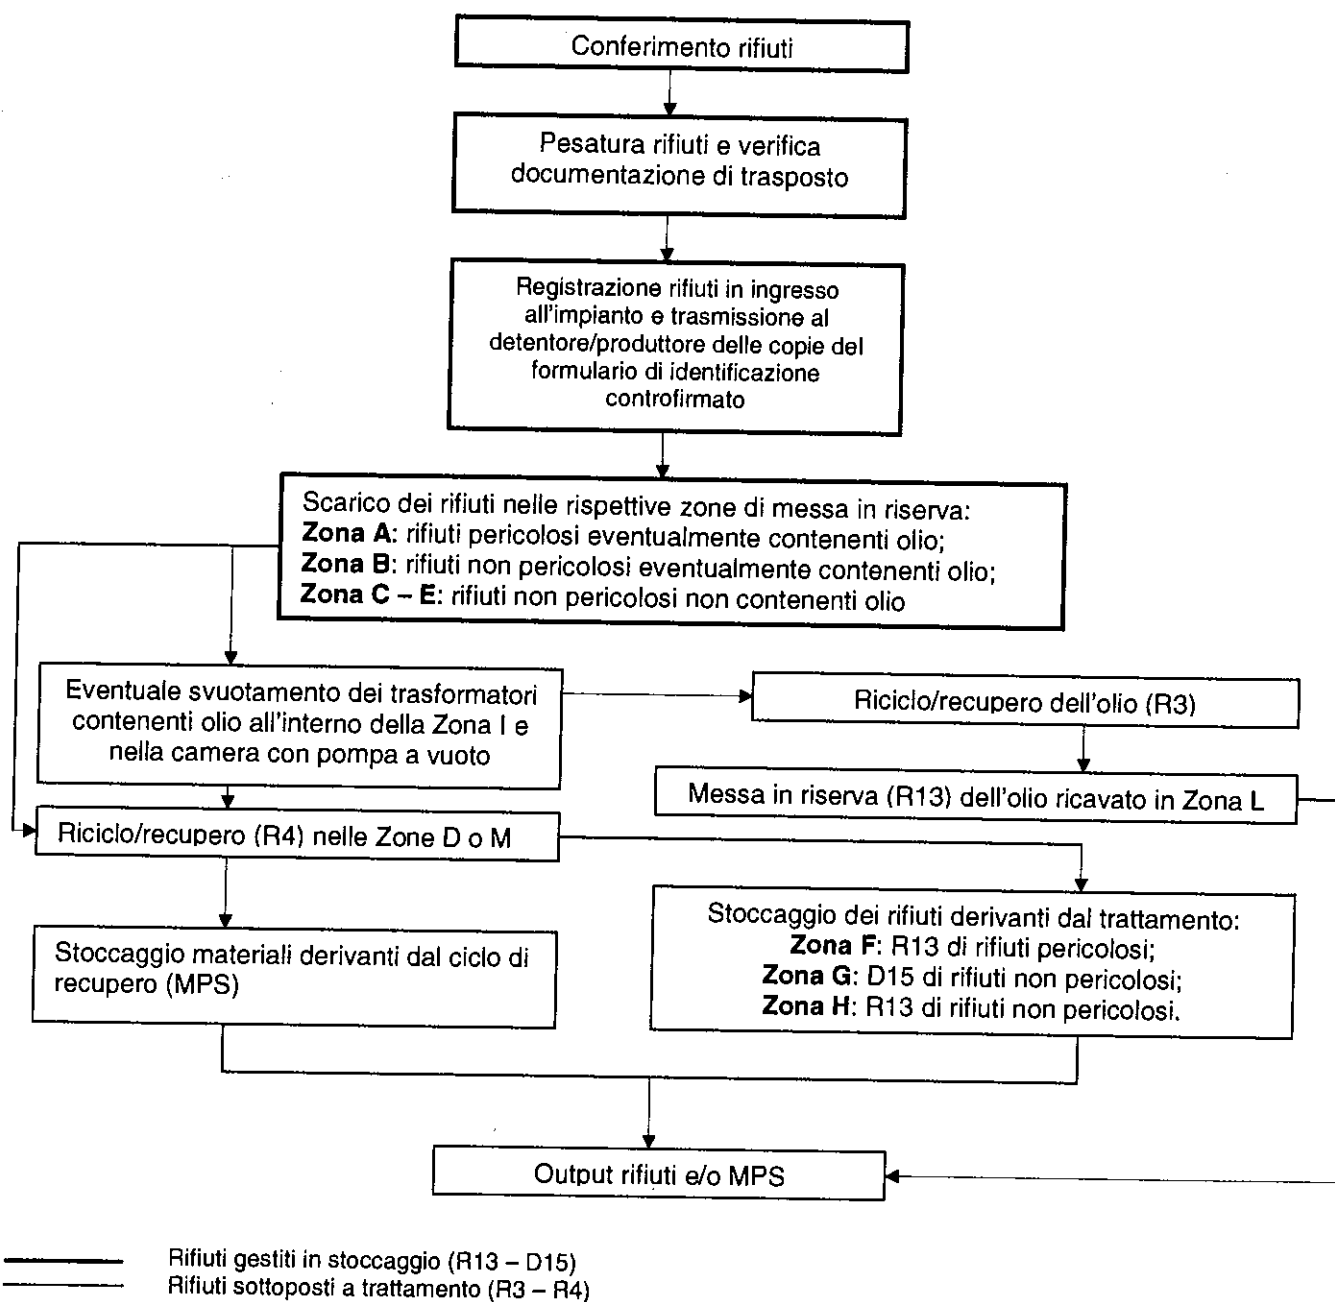 Conferimento rifiuti
Pesatura rifiuti e verifica
documentazione di trasposto
Registrazione rifiuti in ingresso
all'impianto e trasmissione al
detentore/produttore delle copie del
formulario di identificazione
controfirmato
Scarico dei rifiuti nelle rispettive zone di messa in riserva:
Zona A: rifiuti pericolosi eventualmente contenenti olio;
Zona B: rifiuti non pericolosi eventualmente contenenti olio;
Zona C – E: rifiuti non pericolosi non contenenti olio
Eventuale svuotamento dei trasformatori
contenenti olio all'interno della Zona I e
nella camera con pompa a vuoto
Riciclo/recupero dell'olio (R3)
Messa in riserva (R13) dell'olio ricavato in Zona L
Riciclo/recupero (R4) nelle Zone D o M
Stoccaggio materiali derivanti dal ciclo di
recupero (MPS)
Stoccaggio dei rifiuti derivanti dal trattamento:
Zona F: R13 di rifiuti pericolosi;
Zona G: D15 di rifiuti non pericolosi;
Zona H: R13 di rifiuti non pericolosi.
Output rifiuti e/o MPS
Rifiuti gestiti in stoccaggio (R13 – D15)
Rifiuti sottoposti a trattamento (R3 – R4)